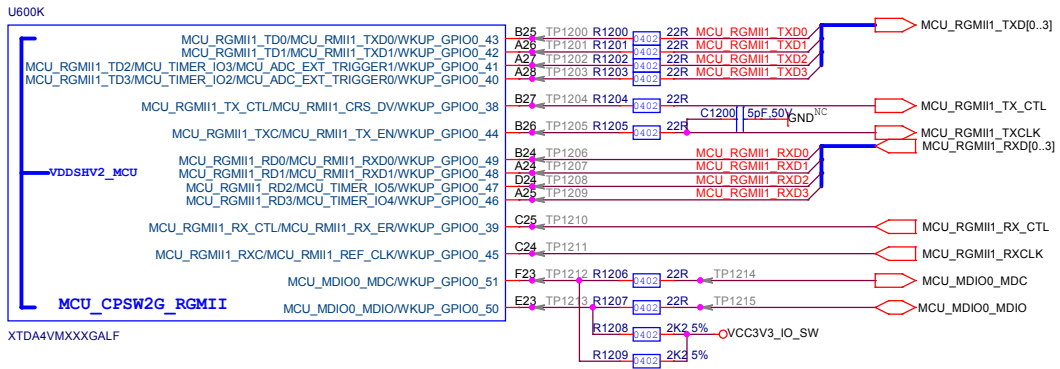 U600K
MCU_RGMII1_TD0/MCU_RMII1_TXD0/WKUP_GPIO0_43 B25 TP1200 R1200 0402 22R MCU_RGMII1_TXD0 MCU_RGMII1_TXD[0..3]
MCU_RGMII1_TD1/MCU_RMII1_TXD1/WKUP_GPIO0_42 A26 TP1201 R1201 0402 22R MCU_RGMII1_TXD1
MCU_RGMII1_TD2/MCU_TIMER_IO3/MCU_ADC_EXT_TRIGGER1/WKUP_GPIO0_41 A27 TP1202 R1202 0402 22R MCU_RGMII1_TXD2
MCU_RGMII1_TD3/MCU_TIMER_IO2/MCU_ADC_EXT_TRIGGER0/WKUP_GPIO0_40 A28 TP1203 R1203 0402 22R MCU_RGMII1_TXD3
MCU_RGMII1_TX_CTL/MCU_RMII1_CRS_DV/WKUP_GPIO0_38 B27 TP1204 R1204 0402 22R MCU_RGMII1_TX_CTL
C1200 5pF,50V GND NC
MCU_RGMII1_TXC/MCU_RMII1_TX_EN/WKUP_GPIO0_44 B26 TP1205 R1205 0402 22R MCU_RGMII1_TXCLK
MCU_RGMII1_RXD[0..3]
MCU_RGMII1_RD0/MCU_RMII1_RXD0/WKUP_GPIO0_49 B24 TP1206 MCU_RGMII1_RXD0
VDDSHV2_MCU MCU_RGMII1_RD1/MCU_RMII1_RXD1/WKUP_GPIO0_48 A24 TP1207 MCU_RGMII1_RXD1
MCU_RGMII1_RD2/MCU_TIMER_IO5/WKUP_GPIO0_47 D24 TP1208 MCU_RGMII1_RXD2
MCU_RGMII1_RD3/MCU_TIMER_IO4/WKUP_GPIO0_46 A25 TP1209 MCU_RGMII1_RXD3
MCU_RGMII1_RX_CTL/MCU_RMII1_RX_ER/WKUP_GPIO0_39 C25 TP1210 MCU_RGMII1_RX_CTL
MCU_RGMII1_RXC/MCU_RMII1_REF_CLK/WKUP_GPIO0_45 C24 TP1211 MCU_RGMII1_RXCLK
MCU_MDIO0_MDC/WKUP_GPIO0_51 F23 TP1212 R1206 0402 22R TP1214 MCU_MDIO0_MDC
MCU_CPSW2G_RGMII MCU_MDIO0_MDIO/WKUP_GPIO0_50 E23 TP1213 R1207 0402 22R TP1215 MCU_MDIO0_MDIO
XTDA4VMXXXGALF R1208 0402 2K2 5% VCC3V3_IO_SW
R1209 0402 2K2 5%